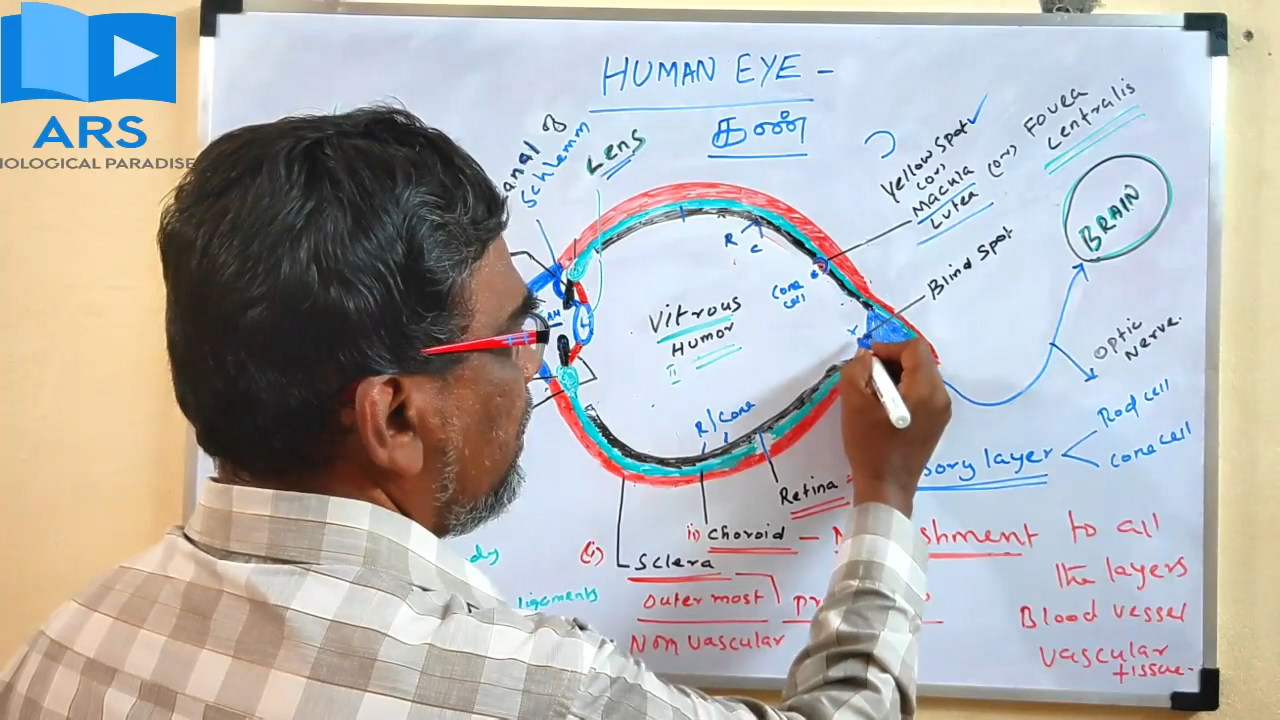 ARS
IOLOGICAL PARADISE
HUMAN EYE -
கண்
anal of
Schlemm
Lens
Yellow Spot
(or)
Macula
Lutea
(or)
Fovea
Centralis
BRAIN
Blind Spot
R
C
Cone
cell
Vitrous
Humor
Optic
Nerve.
R/cone
Rod cell
cone cell
sory layer
Retina
ii) choroid -
shment to all
the layers
(i) Sclera
outer most
Blood vessel
Non vascular
Vascular
tissue-
ligaments